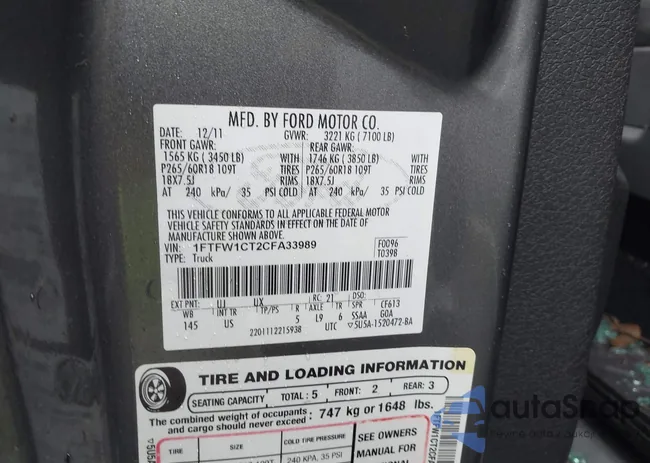 MFD. BY FORD MOTOR CO.
DATE: 12/11 GVWR: 3221 KG ( 7100 LB)
FRONT GAWR: REAR GAWR:
1565 KG ( 3450 LB) WITH 1746 KG ( 3850 LB) WITH
P265/60R18 109T TIRES P265/60R18 109T TIRES
18X7.5J RIMS 18X7.5J RIMS
AT 240 kPa/ 35 PSI COLD AT 240 kPa/ 35 PSI COLD
THIS VEHICLE CONFORMS TO ALL APPLICABLE FEDERAL MOTOR
VEHICLE SAFETY STANDARDS IN EFFECT ON THE DATE OF
MANUFACTURE SHOWN ABOVE.
VIN: 1FTFW1CT2CFA33989 F0096
TYPE: Truck T0398
EXT PNT: UJ UX RC: 21 DSO:
WB INT TR TP/PS R AXLE TR SPR CF613
145 US 5 L9 6 SSAA GOA
2201112215938 UTC ▽5U5A-1520472-BA
TIRE AND LOADING INFORMATION
SEATING CAPACITY TOTAL: 5 FRONT: 2 REAR: 3
The combined weight of occupants and cargo should never exceed: 747 kg or 1648 lbs.
TIRE SIZE COLD TIRE PRESSURE SEE OWNERS
MANUAL FOR
240 KPA, 35 PSI
autoSnap